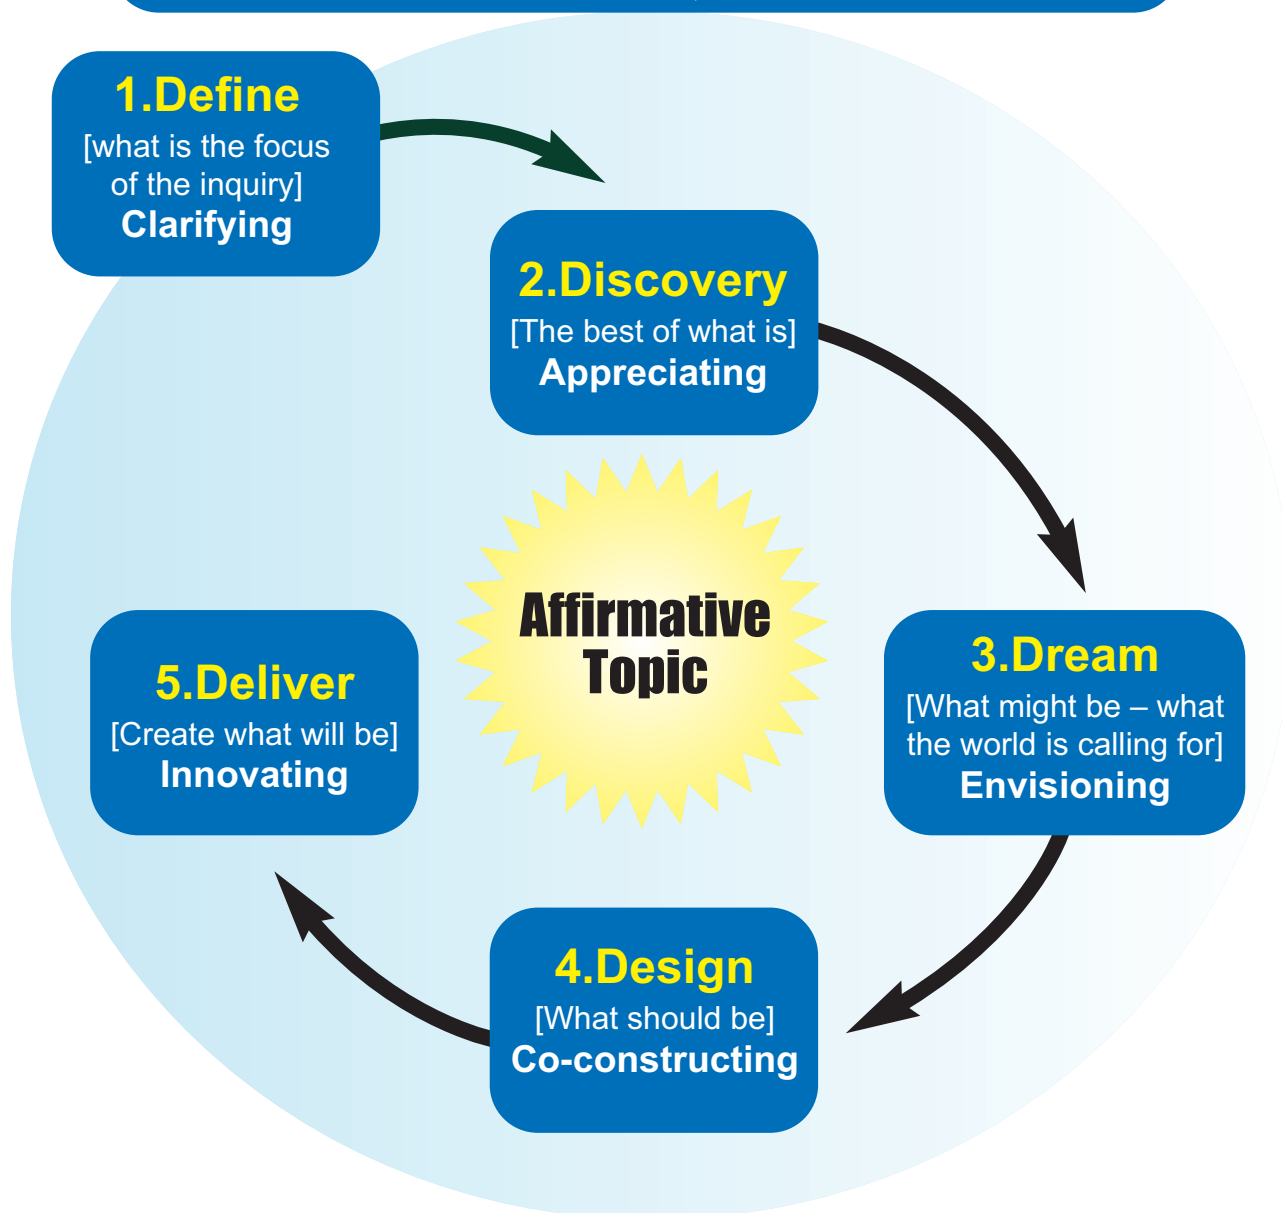 1.Define
[what is the focus
of the inquiry]
Clarifying
2.Discovery
[The best of what is]
Appreciating
Affirmative
Topic
3.Dream
[What might be – what
the world is calling for]
Envisioning
4.Design
[What should be]
Co-constructing
5.Deliver
[Create what will be]
Innovating